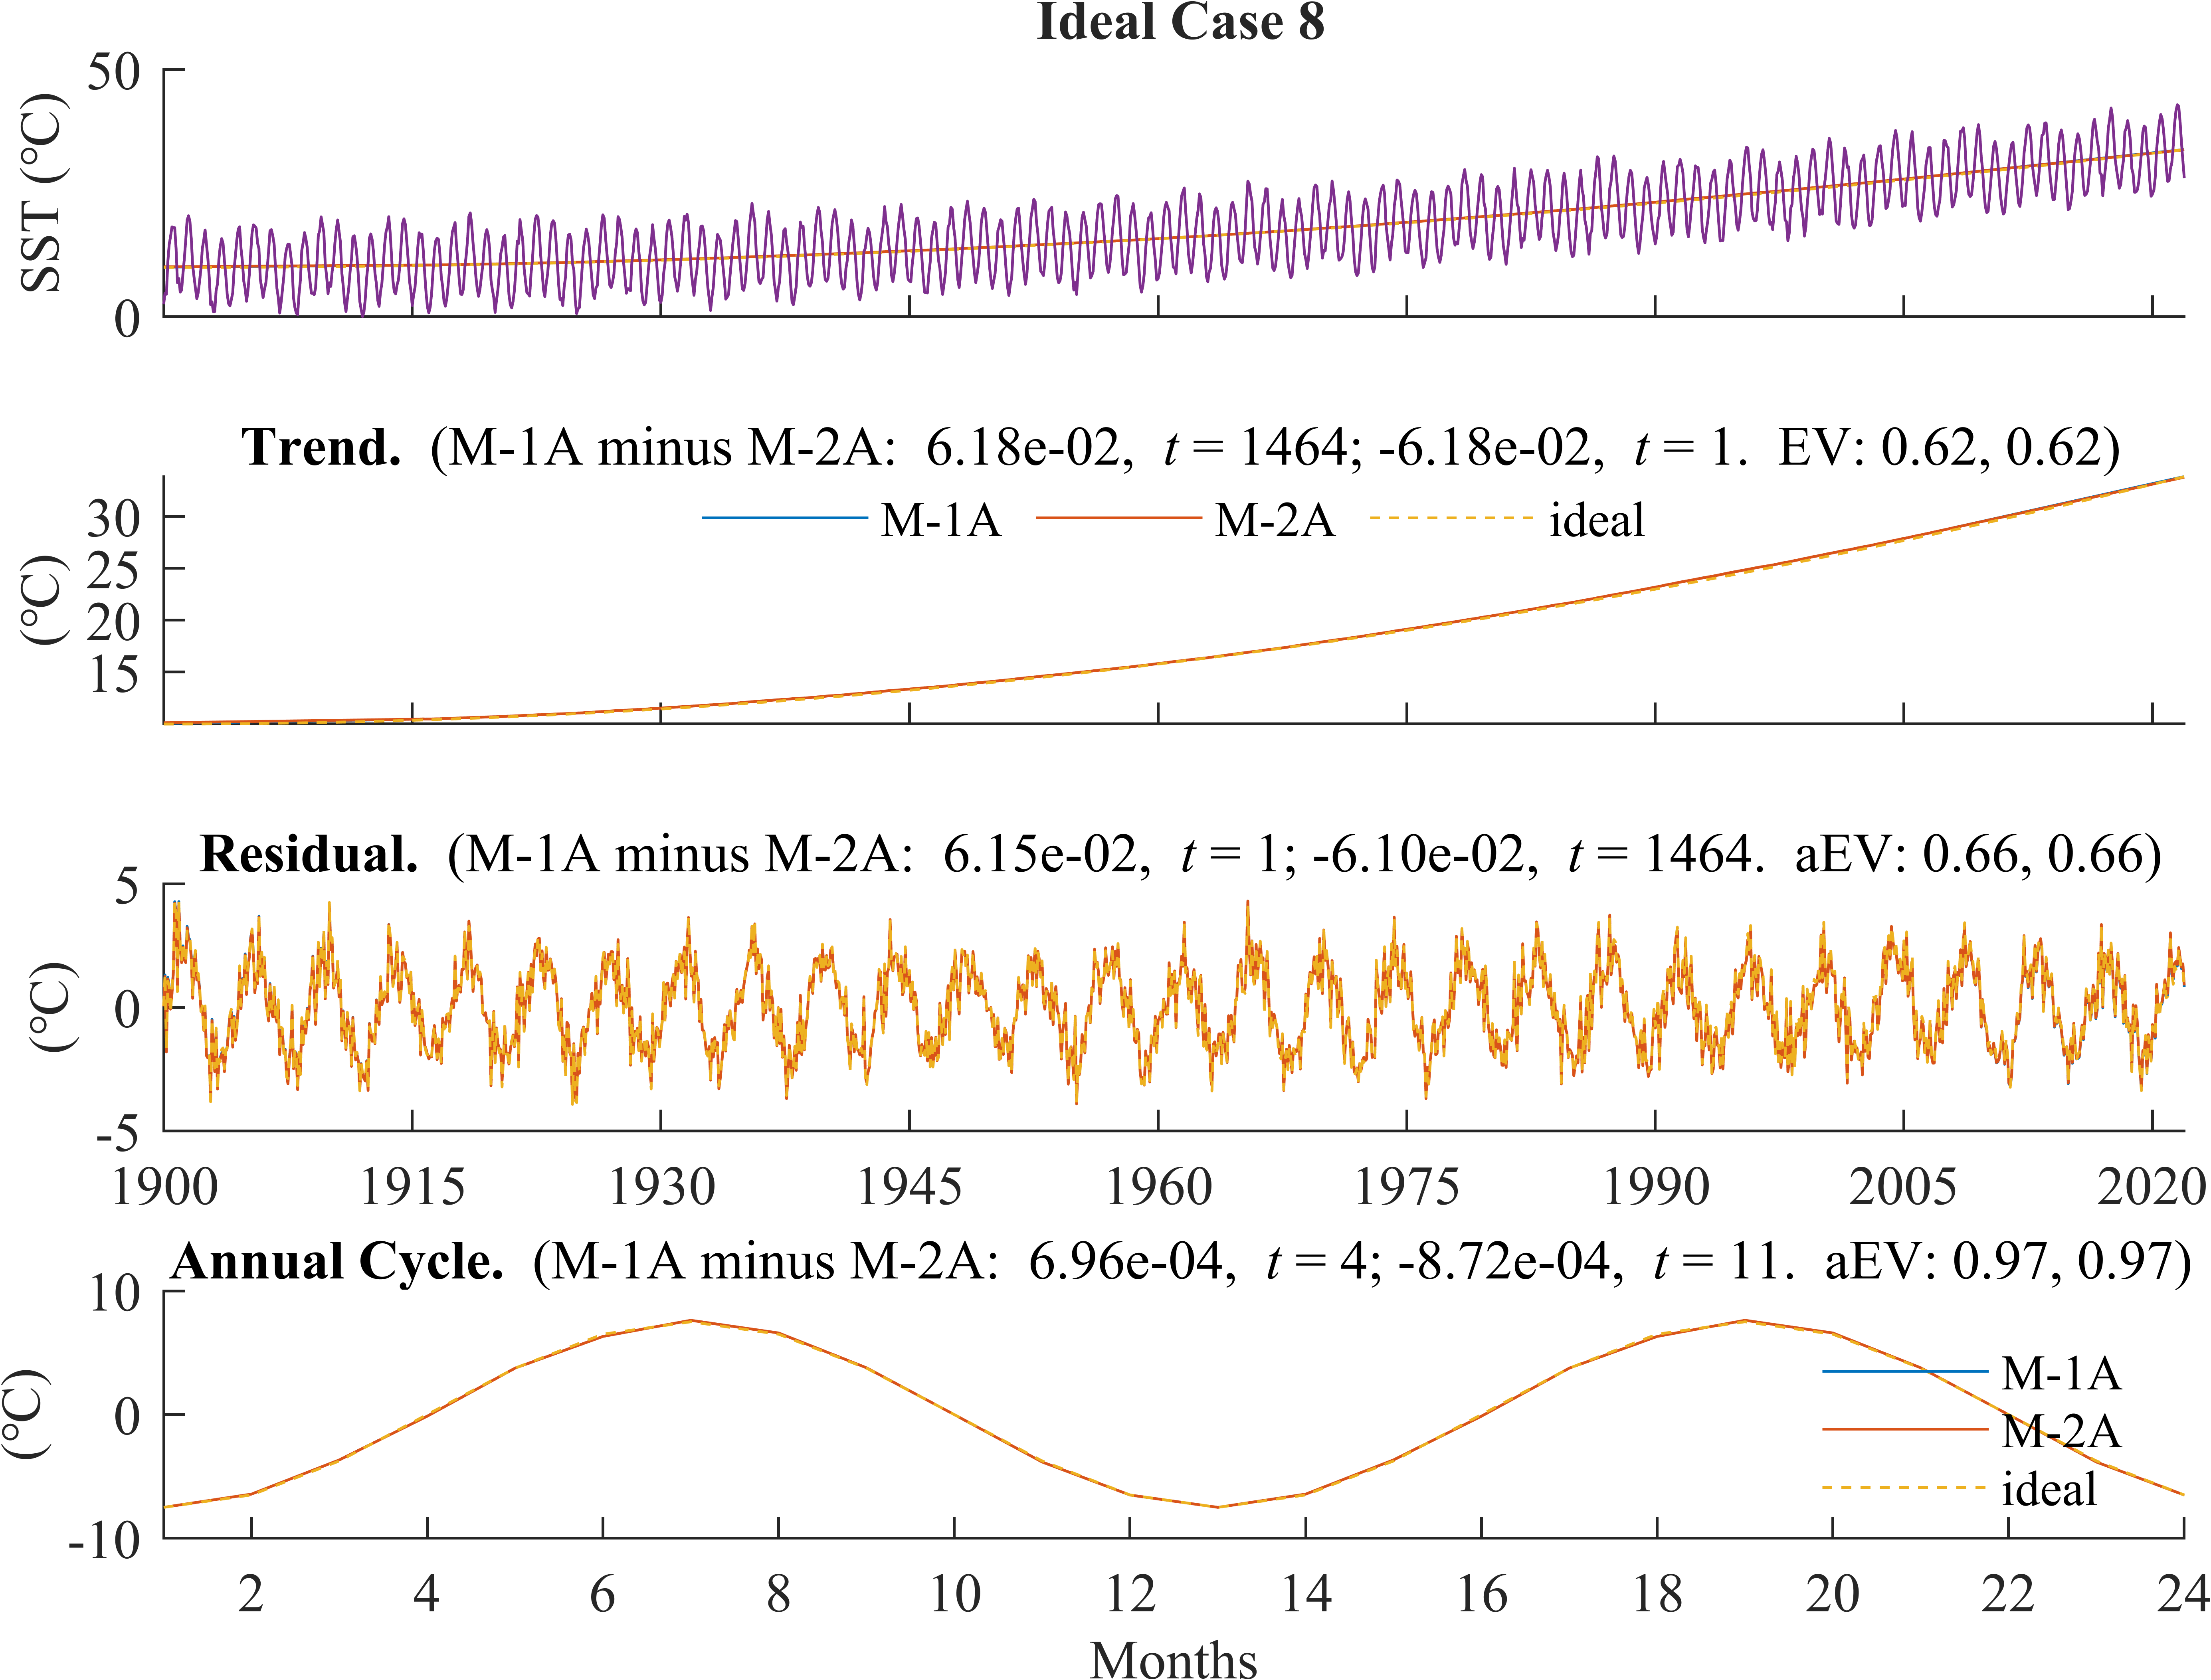 Ideal Case 8
50
SST (°C)
0
Trend. (M-1A minus M-2A: 6.18e-02, t = 1464; -6.18e-02, t = 1. EV: 0.62, 0.62)
M-1A M-2A ideal
30
25
20
15
(°C)
Residual. (M-1A minus M-2A: 6.15e-02, t = 1; -6.10e-02, t = 1464. aEV: 0.66, 0.66)
5
0
-5
(°C)
1900 1915 1930 1945 1960 1975 1990 2005 2020
Annual Cycle. (M-1A minus M-2A: 6.96e-04, t = 4; -8.72e-04, t = 11. aEV: 0.97, 0.97)
10
0
-10
(°C)
M-1A
M-2A
ideal
2 4 6 8 10 12 14 16 18 20 22 24
Months